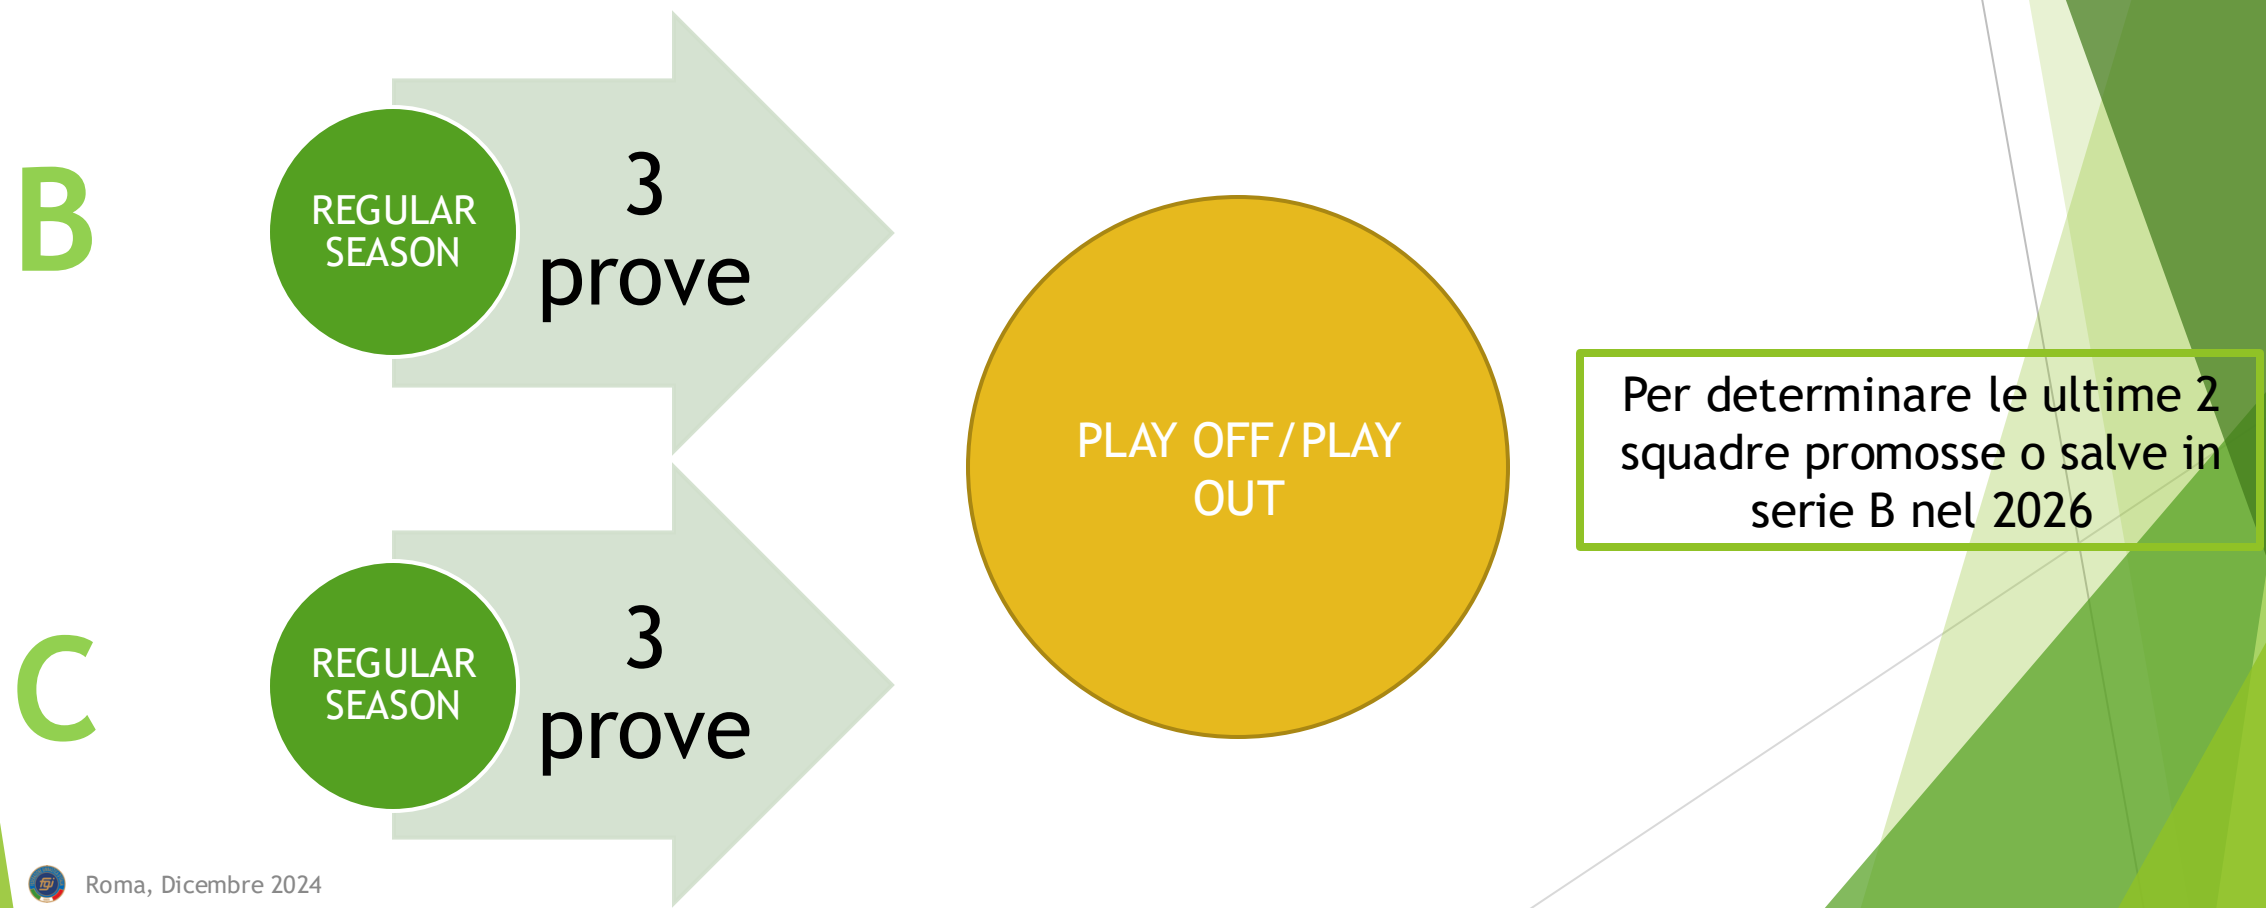 B
REGULAR
SEASON
3
prove
C
REGULAR
SEASON
3
prove
PLAY OFF/PLAY
OUT
Per determinare le ultime 2
squadre promosse o salve in
serie B nel 2026
fgi
Roma, Dicembre 2024